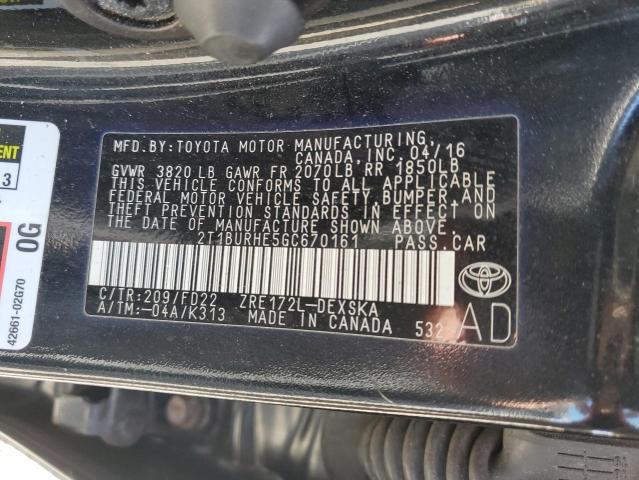 MFD.BY:TOYOTA MOTOR MANUFACTURING,
CANADA, INC. 04/16
GVWR 3820 LB GAWR FR 2070LB RR 1850LB
THIS VEHICLE CONFORMS TO ALL APPLICABLE
FEDERAL MOTOR VEHICLE SAFETY,BUMPER,AND
THEFT PREVENTION STANDARDS IN EFFECT
ON THE DATE OF MANUFACTURE SHOWN ABOVE.
2T1BURHE5GC670161 PASS.CAR
C/TR:209/FD22 ZRE172L-DEXSKA
A/TM:-04A/K313 MADE IN CANADA 532
AD
3
0G
42661-02G70